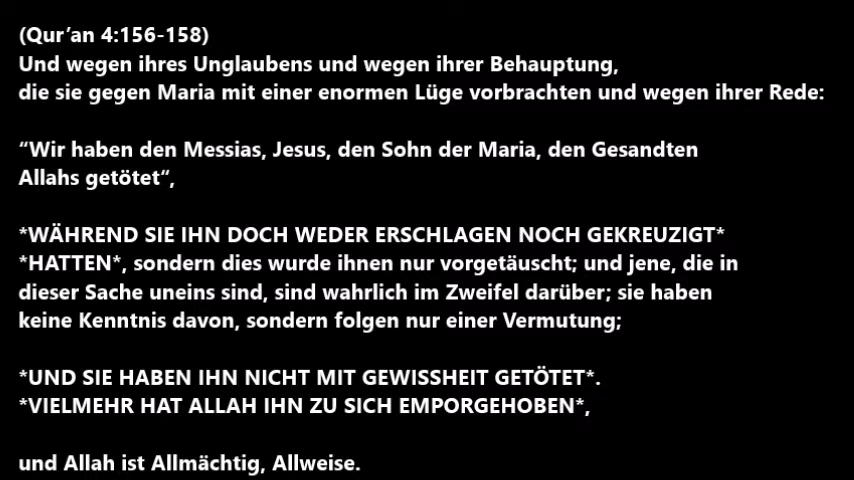 (Qur’an 4:156-158)
Und wegen ihres Unglaubens und wegen ihrer Behauptung,
die sie gegen Maria mit einer enormen Lüge vorbrachten und wegen ihrer Rede:
“Wir haben den Messias, Jesus, den Sohn der Maria, den Gesandten
Allahs getötet“,
*WÄHREND SIE IHN DOCH WEDER ERSCHLAGEN NOCH GEKREUZIGT*
*HATTEN*, sondern dies wurde ihnen nur vorgetäuscht; und jene, die in
dieser Sache uneins sind, sind wahrlich im Zweifel darüber; sie haben
keine Kenntnis davon, sondern folgen nur einer Vermutung;
*UND SIE HABEN IHN NICHT MIT GEWISSHEIT GETÖTET*.
*VIELMEHR HAT ALLAH IHN ZU SICH EMPORGEHOBEN*,
und Allah ist Allmächtig, Allweise.